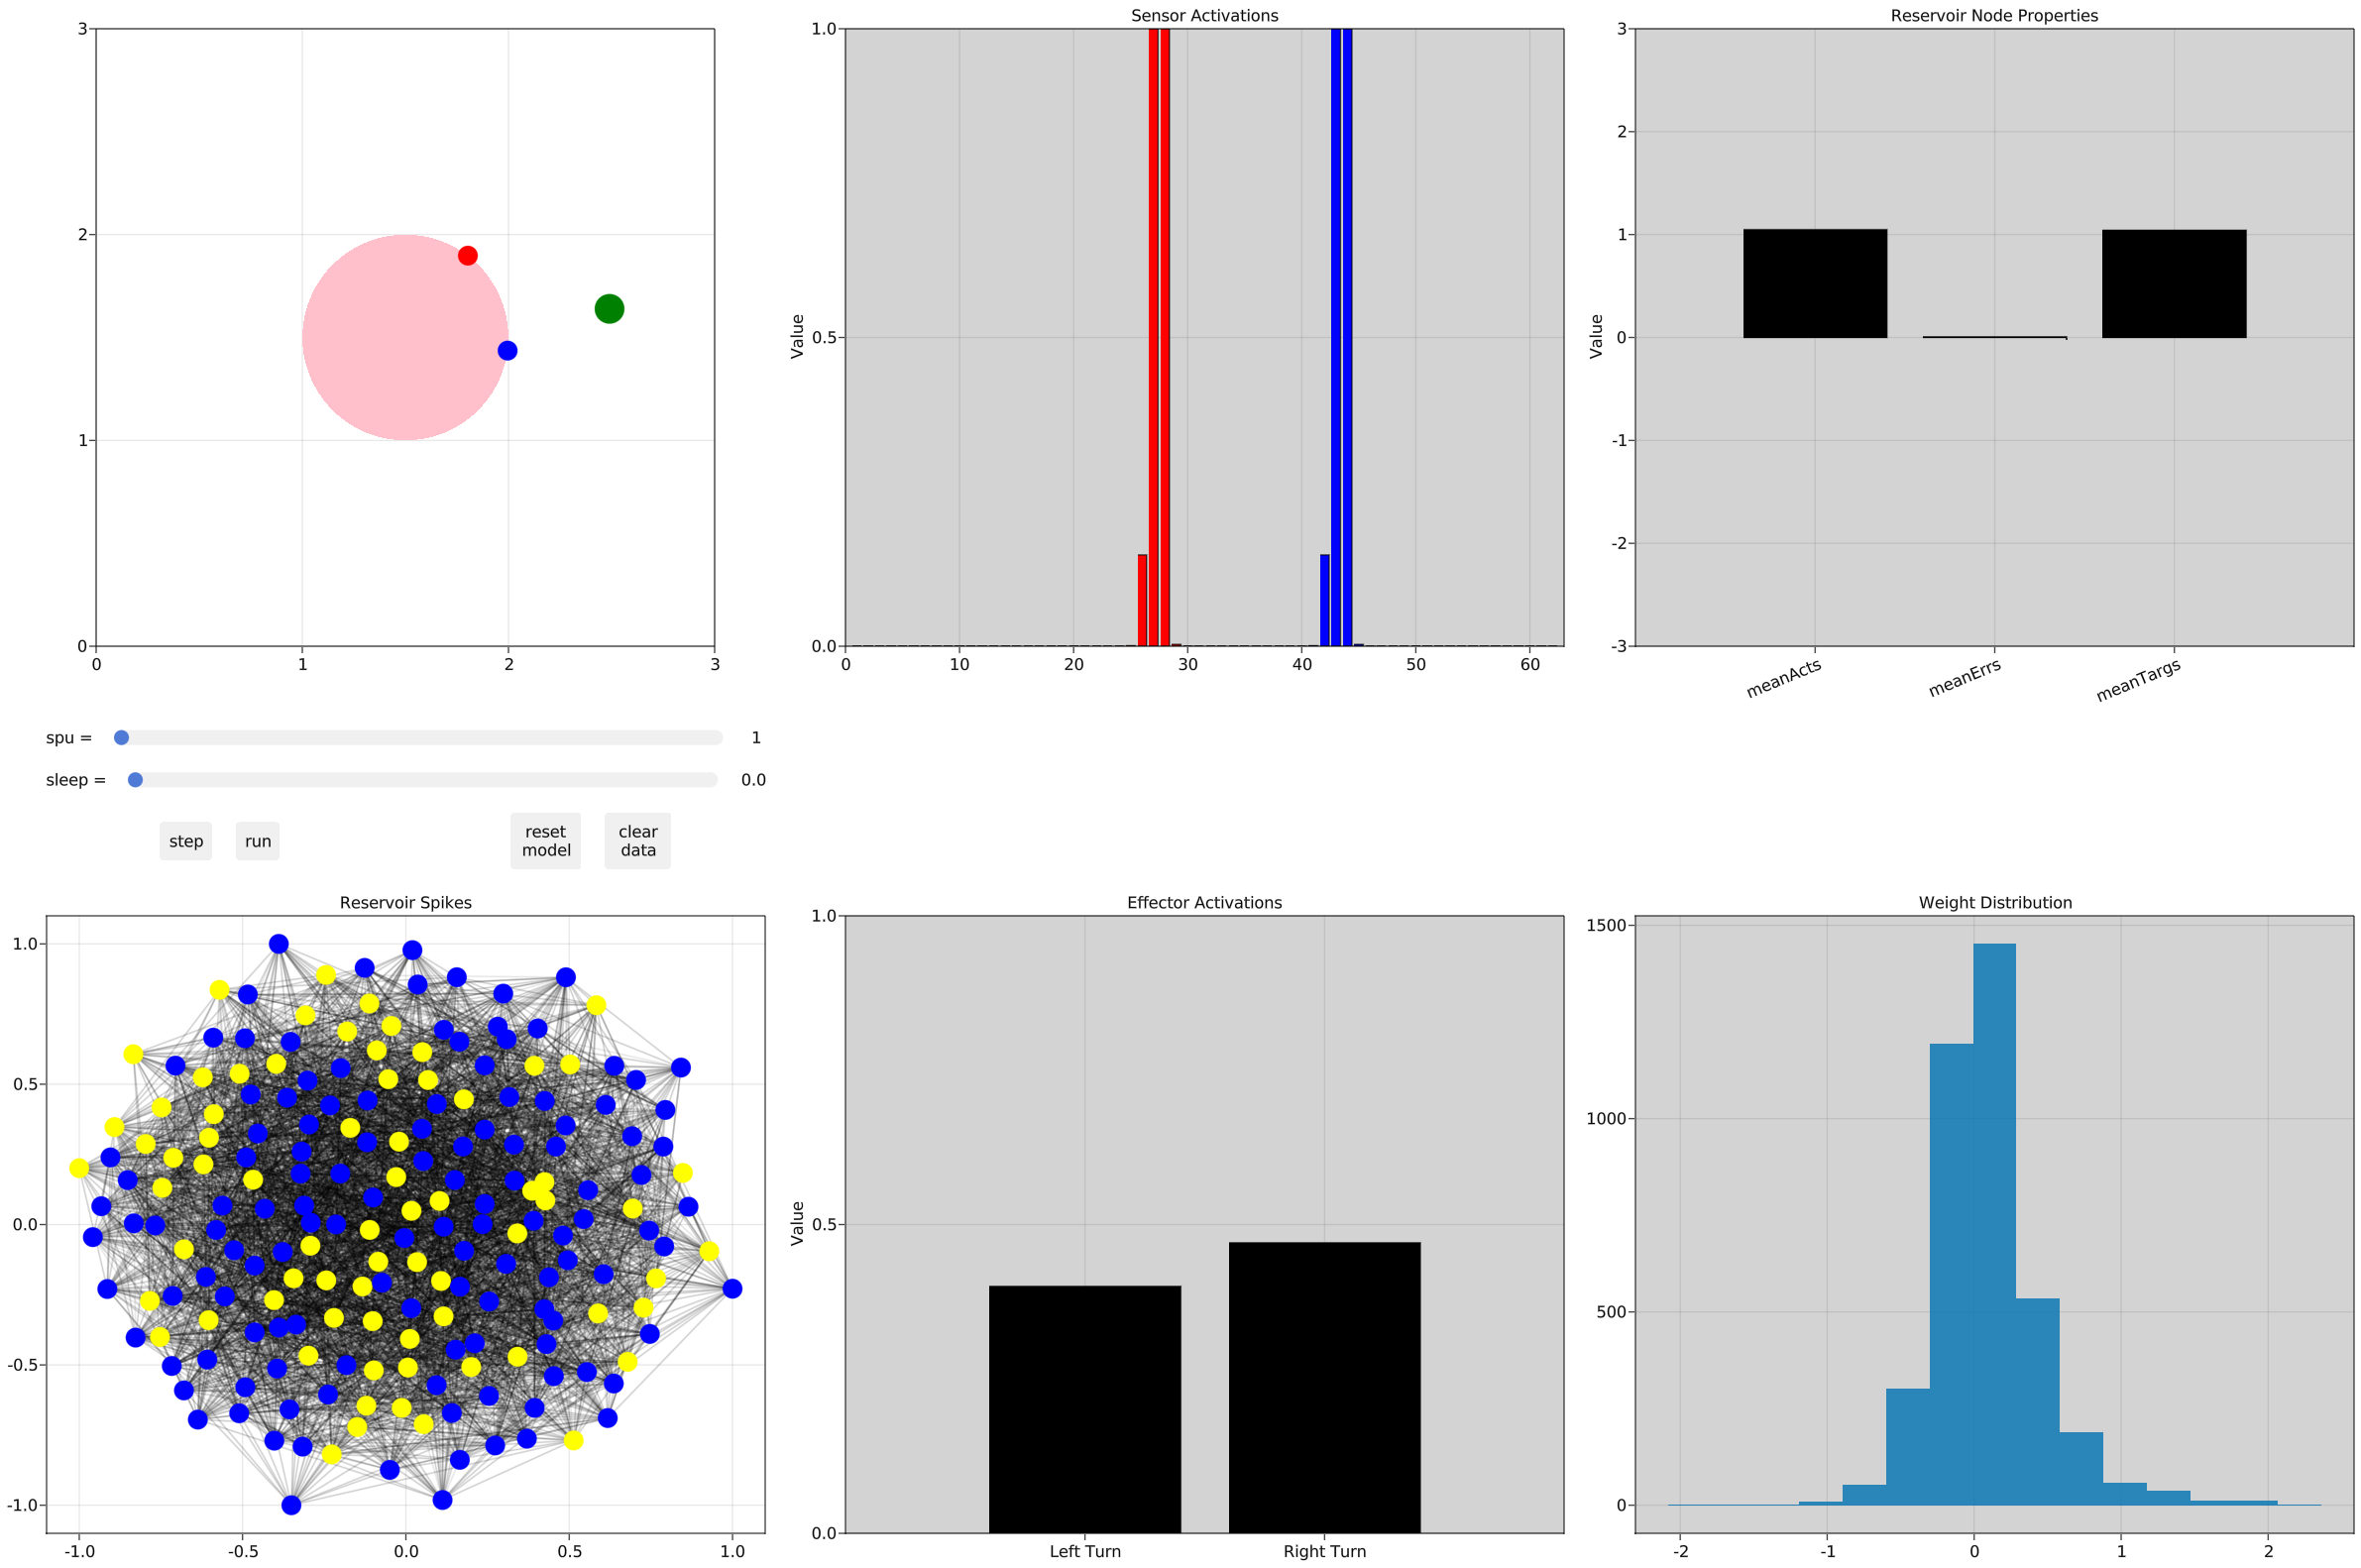 3
2
1
0
0 1 2 3
Sensor Activations
1.0
0.5
0.0
Value
0 10 20 30 40 50 60
Reservoir Node Properties
3
2
1
0
-1
-2
-3
Value
meanActs meanErrs meanTargs
spu = 1
sleep = 0.0
step run
reset
model
clear
data
Reservoir Spikes
1.0
0.5
0.0
-0.5
-1.0
-1.0 -0.5 0.0 0.5 1.0
Effector Activations
1.0
0.5
0.0
Value
Left Turn Right Turn
Weight Distribution
1500
1000
500
0
-2 -1 0 1 2